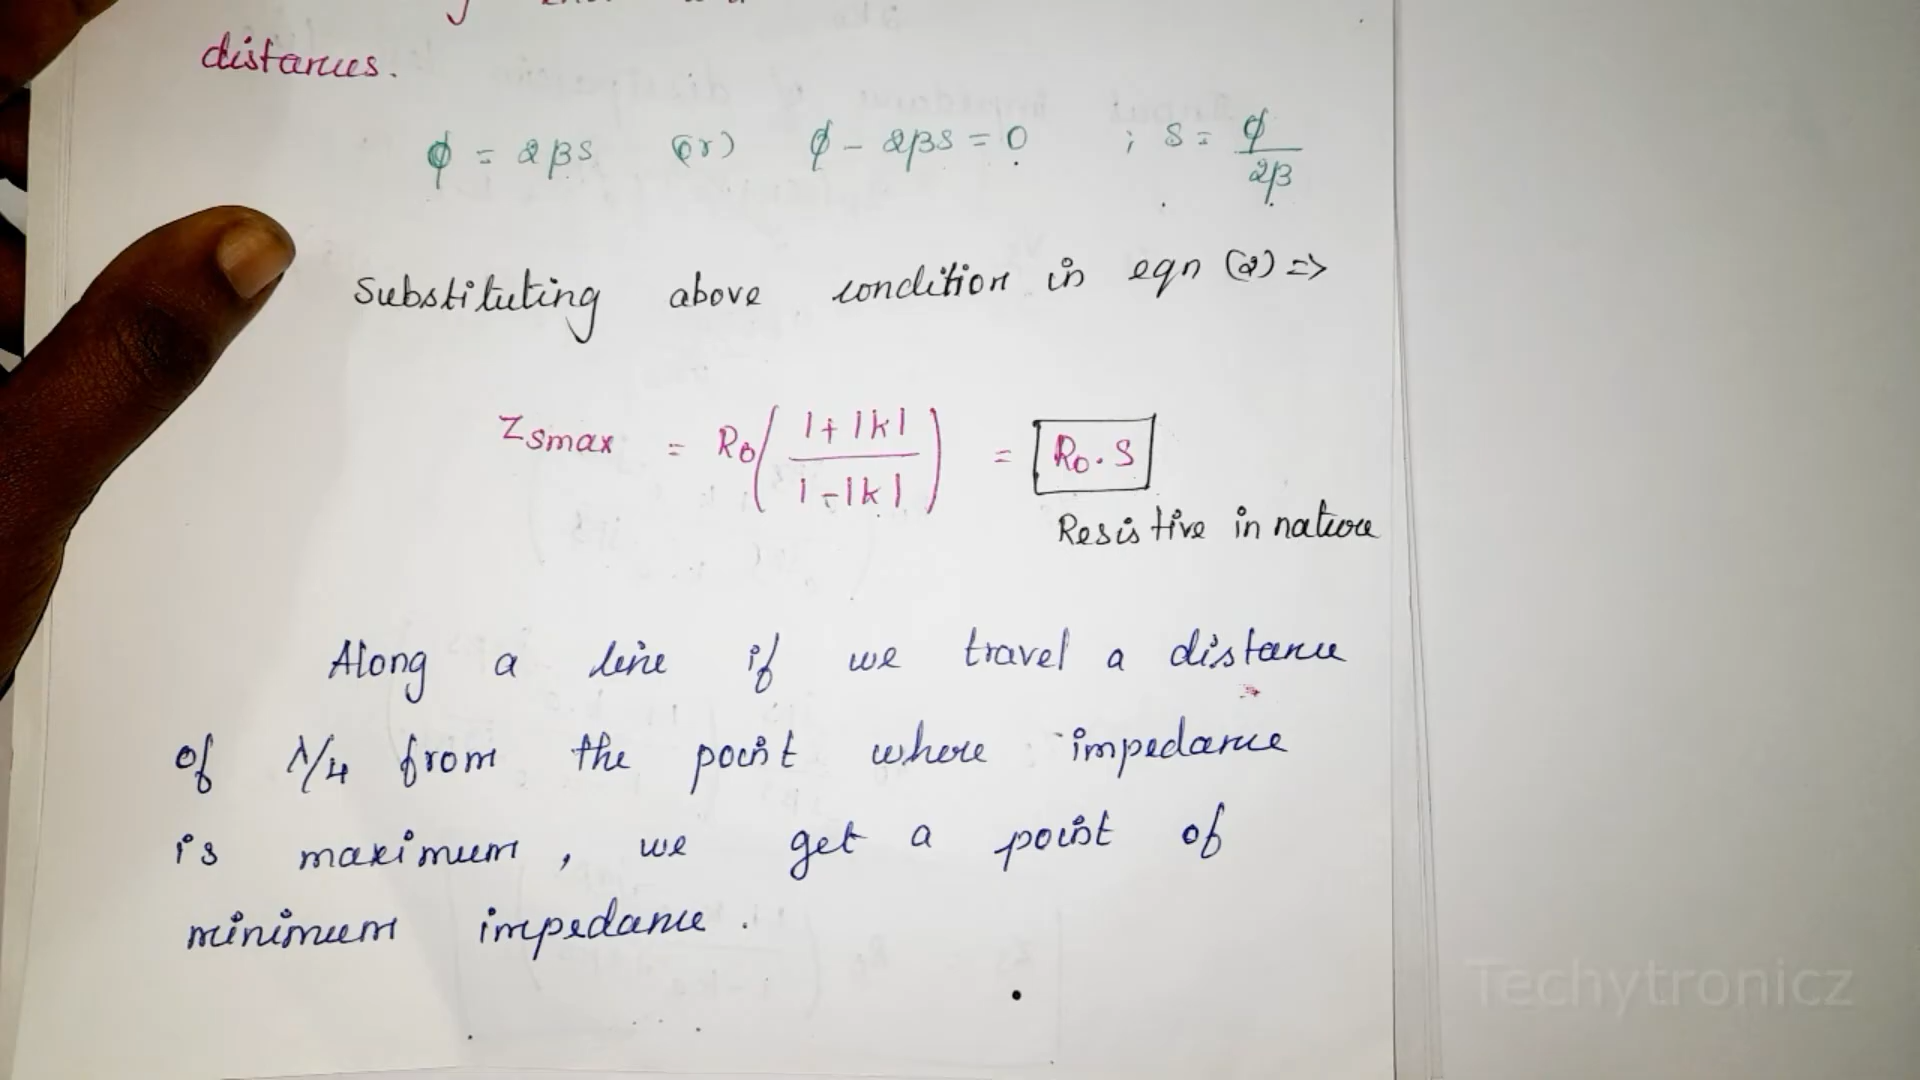 distances.
ϕ = 2βs (or) ϕ - 2βs = 0 ; s = ϕ/2β
Substituting above condition in eqn (2) =>
Zsmax = R0 ( 1+|k| / 1-|k| ) = R0 . S
Resistive in nature
Along a line if we travel a distance
of λ/4 from the point where impedance
is maximum, we get a point of
minimum impedance.
Techytronicz